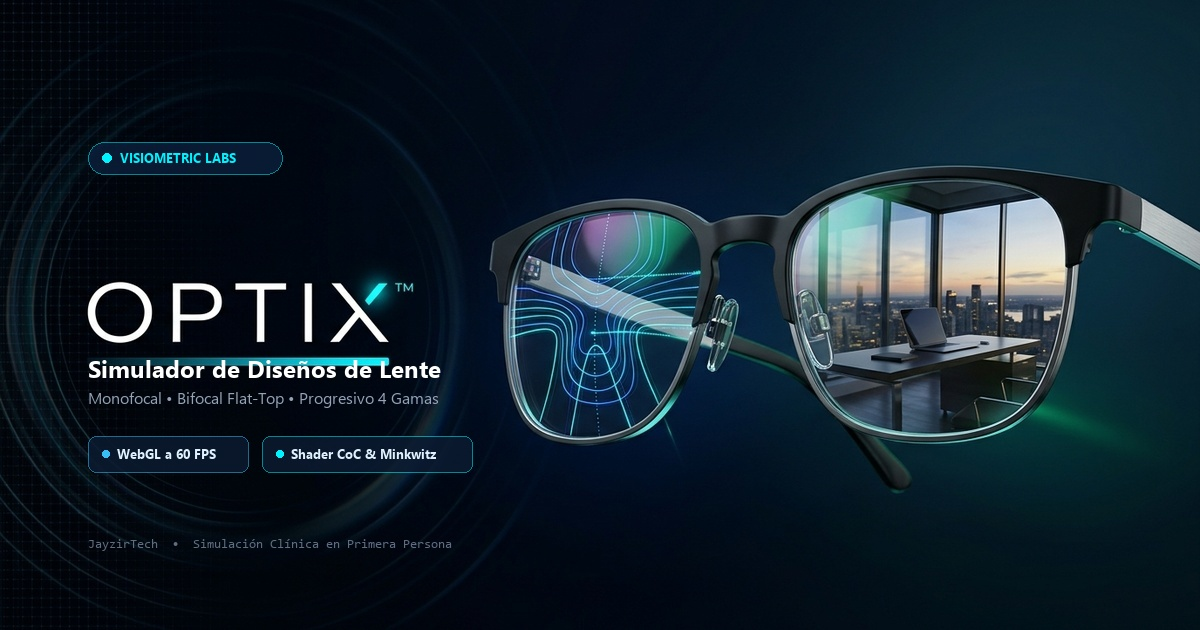 VISIOMETRIC LABS
OPTIX™
Simulador de Diseños de Lente
Monofocal • Bifocal Flat-Top • Progresivo 4 Gamas
WebGL a 60 FPS
Shader CoC & Minkwitz
JayzirTech • Simulación Clínica en Primera Persona